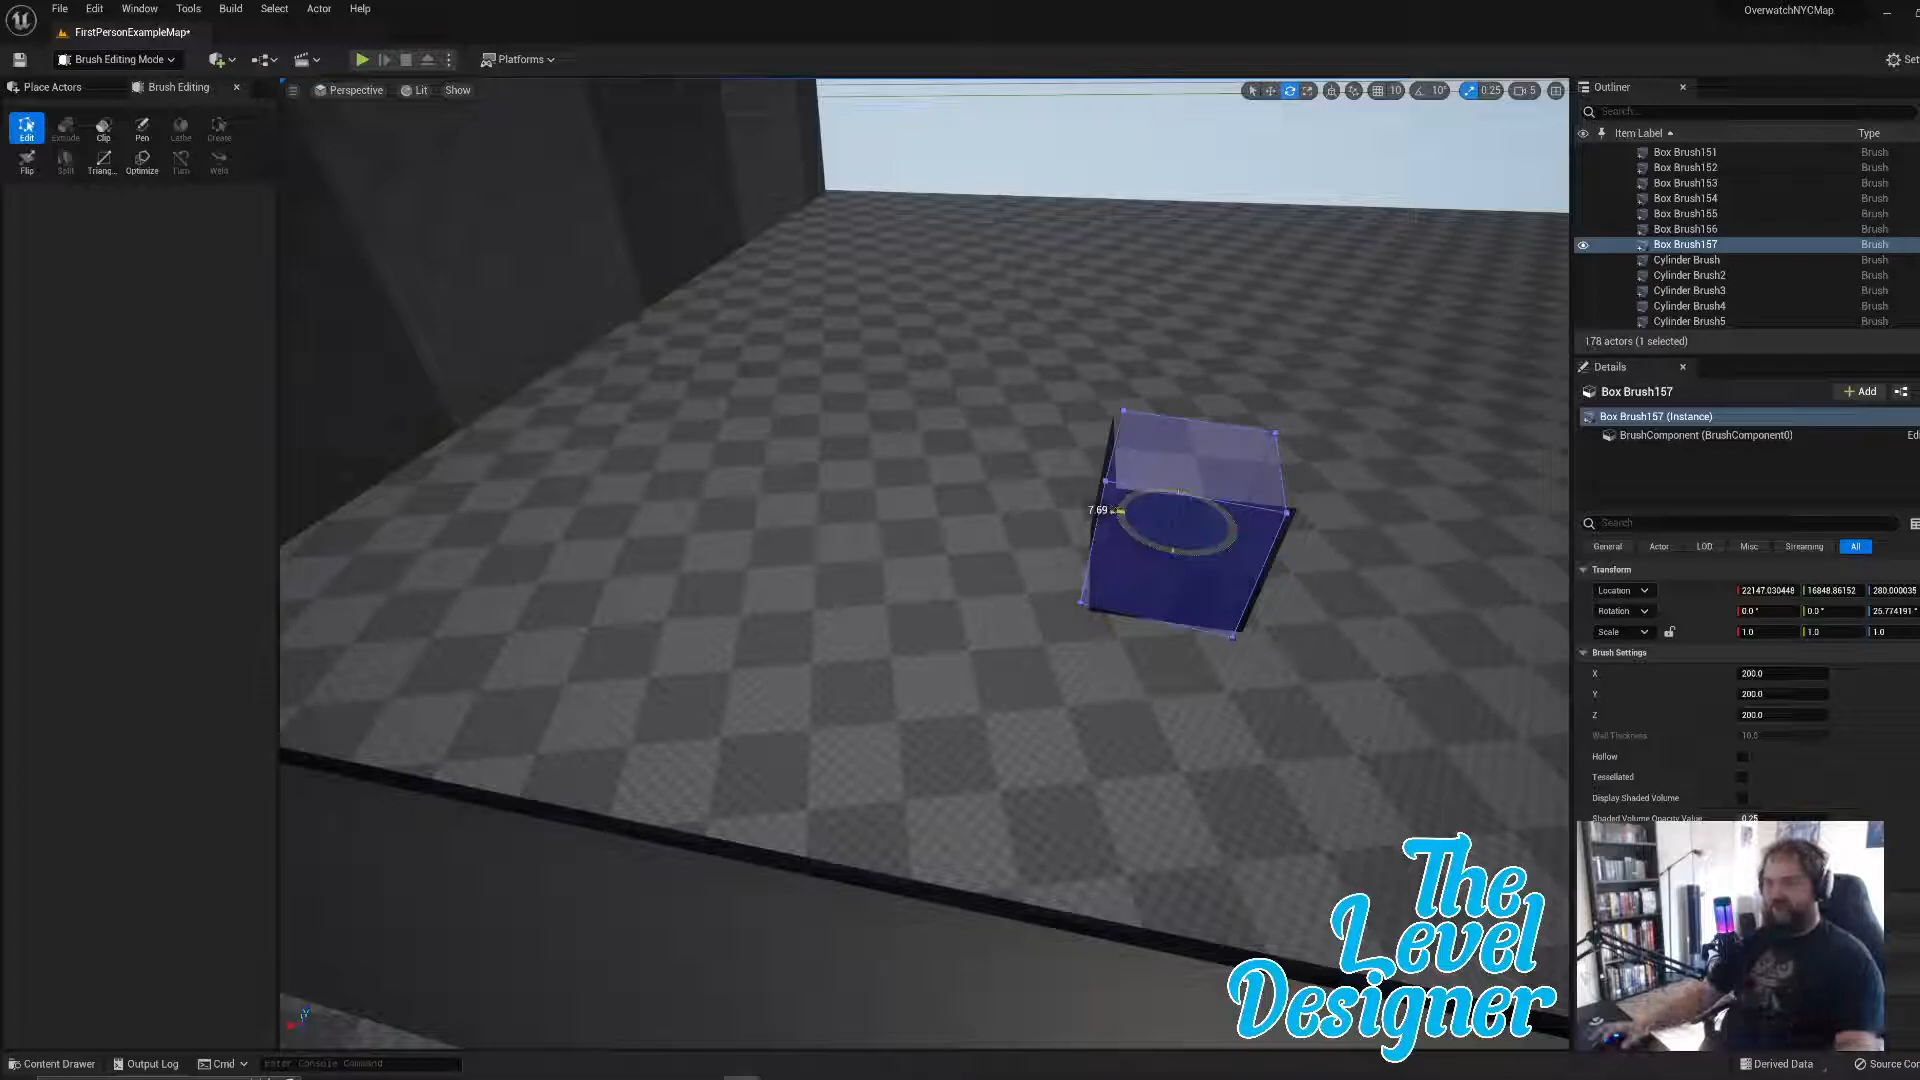 File Edit Window Tools Build Select Actor Help
OverwatchNYCMap
FirstPersonExampleMap*
Brush Editing Mode
Platforms
Set
Place Actors
Brush Editing
Perspective
Lit
Show
10
10°
0.25
5
Outliner
Edit Extrude Clip Pen Lathe Create
Flip Split Triang... Optimize Turn Weld
Search...
Item Label
Type
Box Brush151 Brush
Box Brush152 Brush
Box Brush153 Brush
Box Brush154 Brush
Box Brush155 Brush
Box Brush156 Brush
Box Brush157 Brush
Cylinder Brush Brush
Cylinder Brush2 Brush
Cylinder Brush3 Brush
Cylinder Brush4 Brush
Cylinder Brush5 Brush
178 actors (1 selected)
Details
Box Brush157
Add
Box Brush157 (Instance)
BrushComponent (BrushComponent0)
Edi
7.69
Search
General Actor LOD Misc Streaming All
Transform
Location 22147.030448 16848.86152 280.000035
Rotation 0.0° 0.0° 25.774191°
Scale 1.0 1.0 1.0
Brush Settings
X 200.0
Y 200.0
Z 200.0
Wall Thickness 10.0
Hollow
Tessellated
Display Shaded Volume
Shaded Volume Opacity Value 0.25
The
Level
Designer
Content Drawer
Output Log
Cmd
Enter Console Command
Derived Data
Source Con